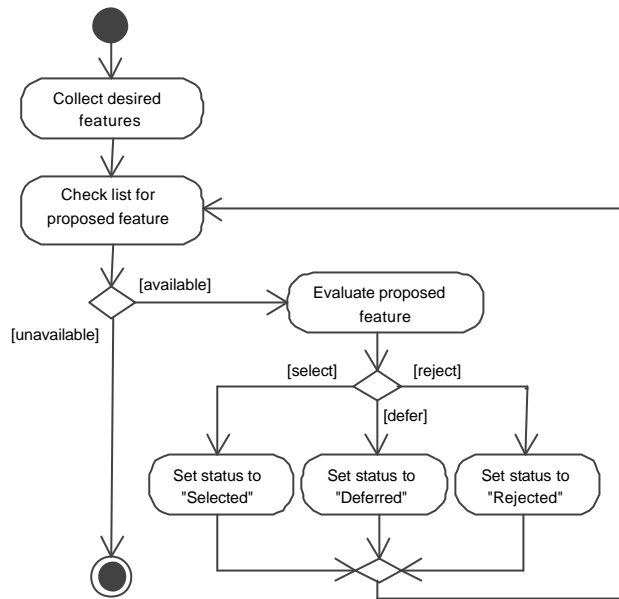 Collect desired
features
Check list for
proposed feature
[available]
Evaluate proposed
feature
[unavailable]
[select]
[reject]
[defer]
Set status to
"Selected"
Set status to
"Deferred"
Set status to
"Rejected"